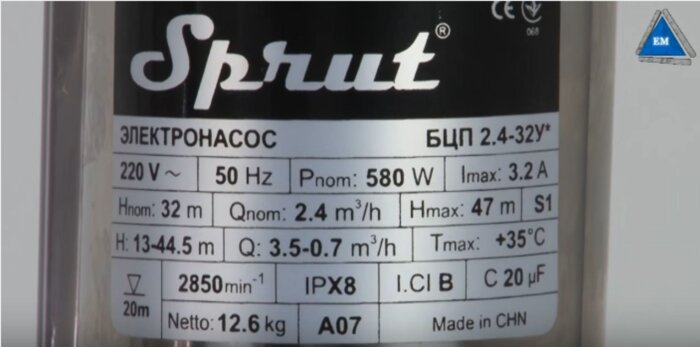 CE
068
EM
Sprut®
ЭЛЕКТРОНАСОС БЦП 2.4-32У*
220 V ~ 50 Hz Pnom: 580 W Imax: 3.2 A
Hnom: 32 m Qnom: 2.4 m³/h Hmax: 47 m S1
H: 13-44.5 m Q: 3.5-0.7 m³/h Tmax: +35°C
2850min⁻¹ IPX8 I.Cl B C 20 µF
20m
Netto: 12.6 kg A07 Made in CHN